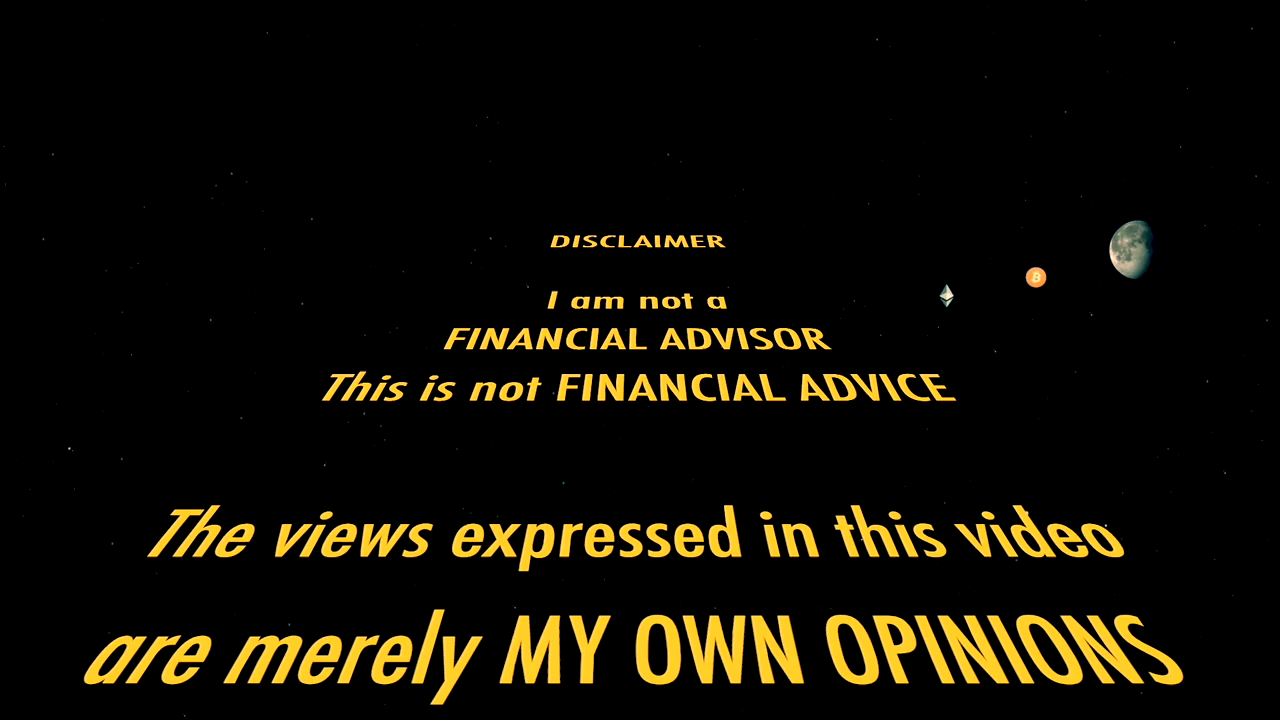 DISCLAIMER
I am not a
FINANCIAL ADVISOR
This is not FINANCIAL ADVICE
The views expressed in this video
are merely MY OWN OPINIONS